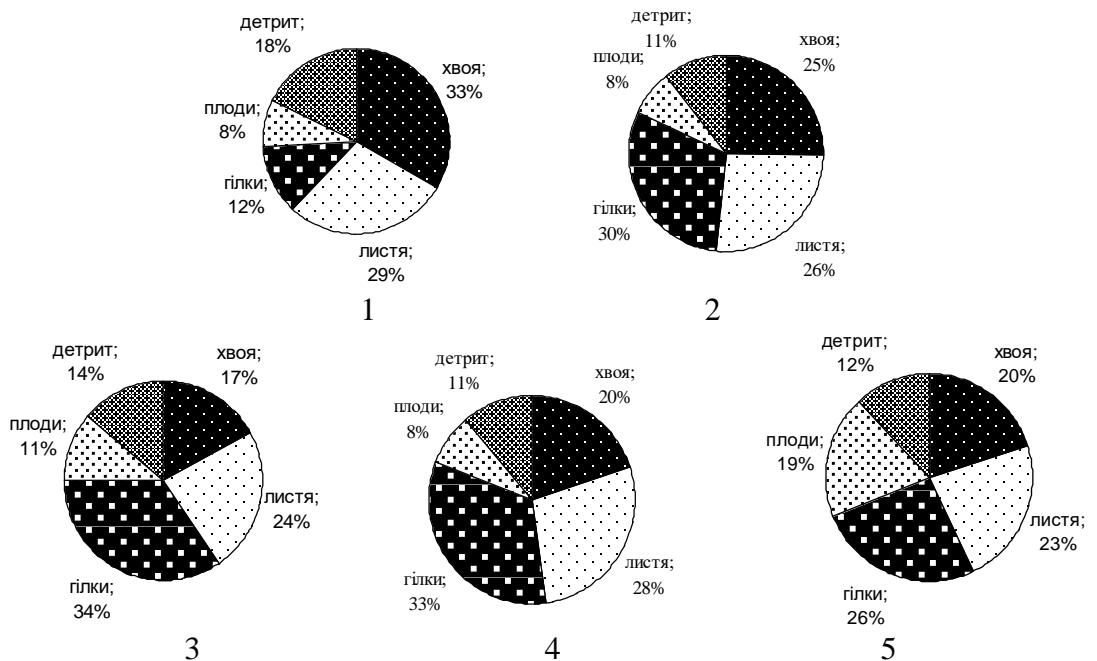 детрит;
18%
хвоя;
33%
плоди;
8%
гілки;
12%
листя;
29%
1
детрит;
11%
хвоя;
25%
плоди;
8%
гілки;
30%
листя;
26%
2
детрит;
14%
хвоя;
17%
плоди;
11%
листя;
24%
гілки;
34%
3
детрит;
11%
хвоя;
20%
плоди;
8%
листя;
28%
гілки;
33%
4
детрит;
12%
хвоя;
20%
плоди;
19%
листя;
23%
гілки;
26%
5